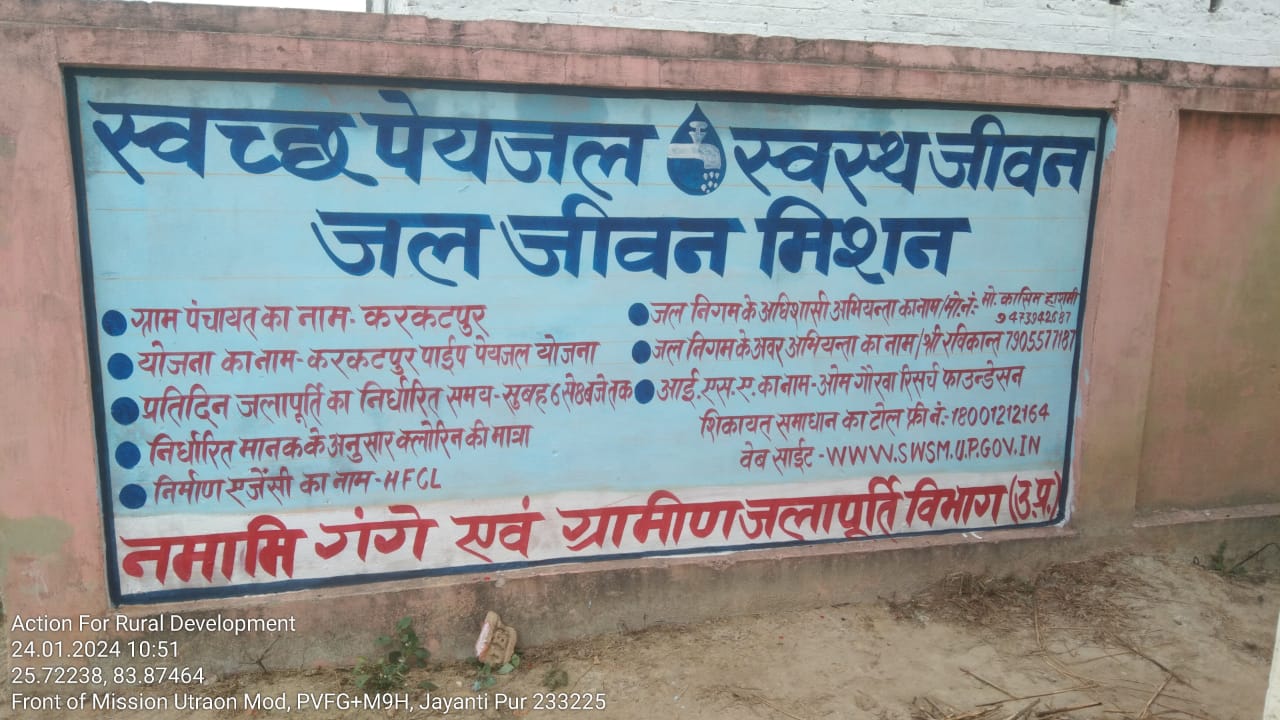 स्वच्छ पेयजल स्वस्थ जीवन
जल जीवन मिशन
ग्राम पंचायत का नाम- करकटपुर
योजना का नाम- करकटपुर पाईप पेयजल योजना
प्रतिदिन जलापूर्ति का निर्धारित समय- सुबह 6 से 8 बजे तक
निर्धारित मानक के अनुसार क्लोरिन की मात्रा
निर्माण एजेंसी का नाम - HFCL
जल निगम के अधिशासी अभियन्ता का नाम/मो.नं:- मो. कासिम हाशमी
9473942687
जल निगम के अवर अभियन्ता का नाम/श्री रविकान्त 7905577187
आई.एस.ए. का नाम- ओम गौरवा रिसर्च फाउन्डेसन
शिकायत समाधान का टोल फ्री नं.:-18001212164
वेब साईट -WWW.SWSM.U.P.GOV.IN
नमामि गंगे एवं ग्रामीण जलापूर्ति विभाग (उ.प्र.)
Action For Rural Development
24.01.2024 10:51
25.72238, 83.87464
Front of Mission Utraon Mod, PVFG+M9H, Jayanti Pur 233225